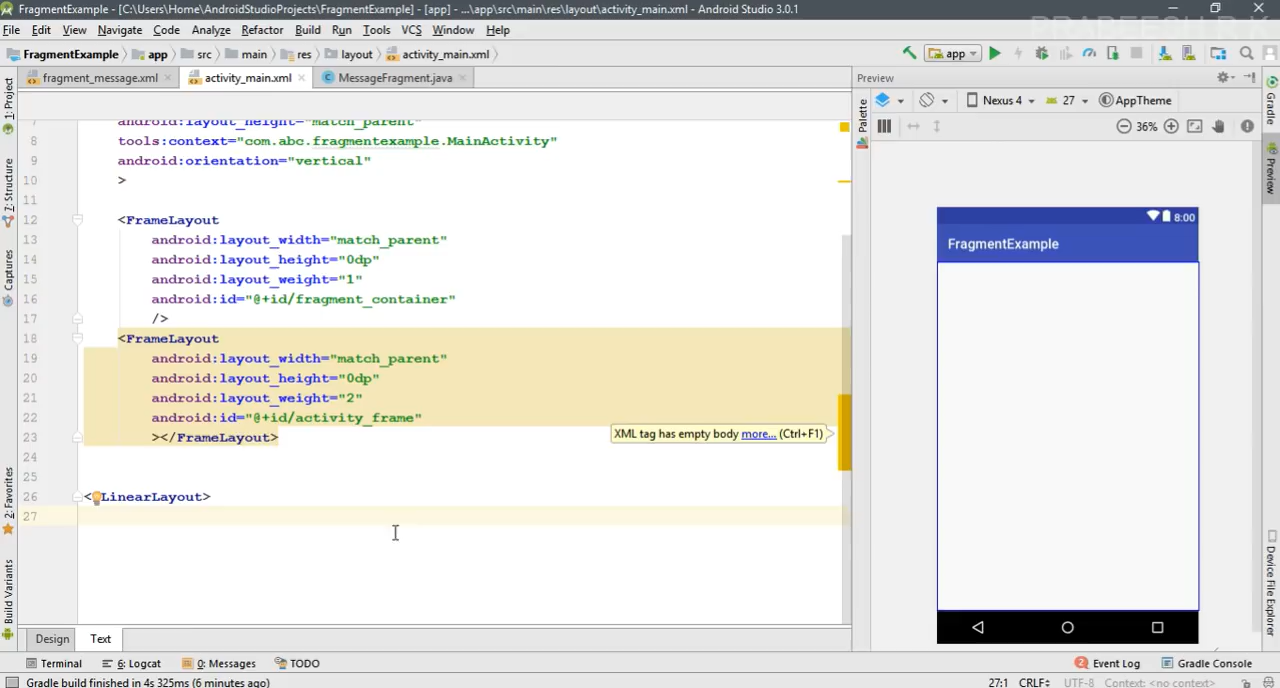 FragmentExample - [C:\Users\Home\AndroidStudioProjects\FragmentExample] - [app] - ...\app\src\main\res\layout\activity_main.xml - Android Studio 3.0.1
PRABEESH R K
File Edit View Navigate Code Analyze Refactor Build Run Tools VCS Window Help
FragmentExample app src main res layout activity_main.xml
app
fragment_message.xml activity_main.xml MessageFragment.java
Preview
Nexus 4 27 AppTheme
36%
7 android:layout_height="match_parent"
8 tools:context="com.abc.fragmentexample.MainActivity"
9 android:orientation="vertical"
10 >
11
12 <FrameLayout
13 android:layout_width="match_parent"
14 android:layout_height="0dp"
15 android:layout_weight="1"
16 android:id="@+id/fragment_container"
17 />
18 <FrameLayout
19 android:layout_width="match_parent"
20 android:layout_height="0dp"
21 android:layout_weight="2"
22 android:id="@+id/activity_frame"
23 ></FrameLayout>
XML tag has empty body more... (Ctrl+F1)
24
25
26 < LinearLayout>
27
8:00
FragmentExample
1: Project
7: Structure
Captures
2: Favorites
Build Variants
Palette
Gradle
Preview
Device File Explorer
Design Text
Terminal 6: Logcat 0: Messages TODO
2 Event Log Gradle Console
Gradle build finished in 4s 325ms (6 minutes ago)
27:1 CRLF UTF-8 Context: <no context>